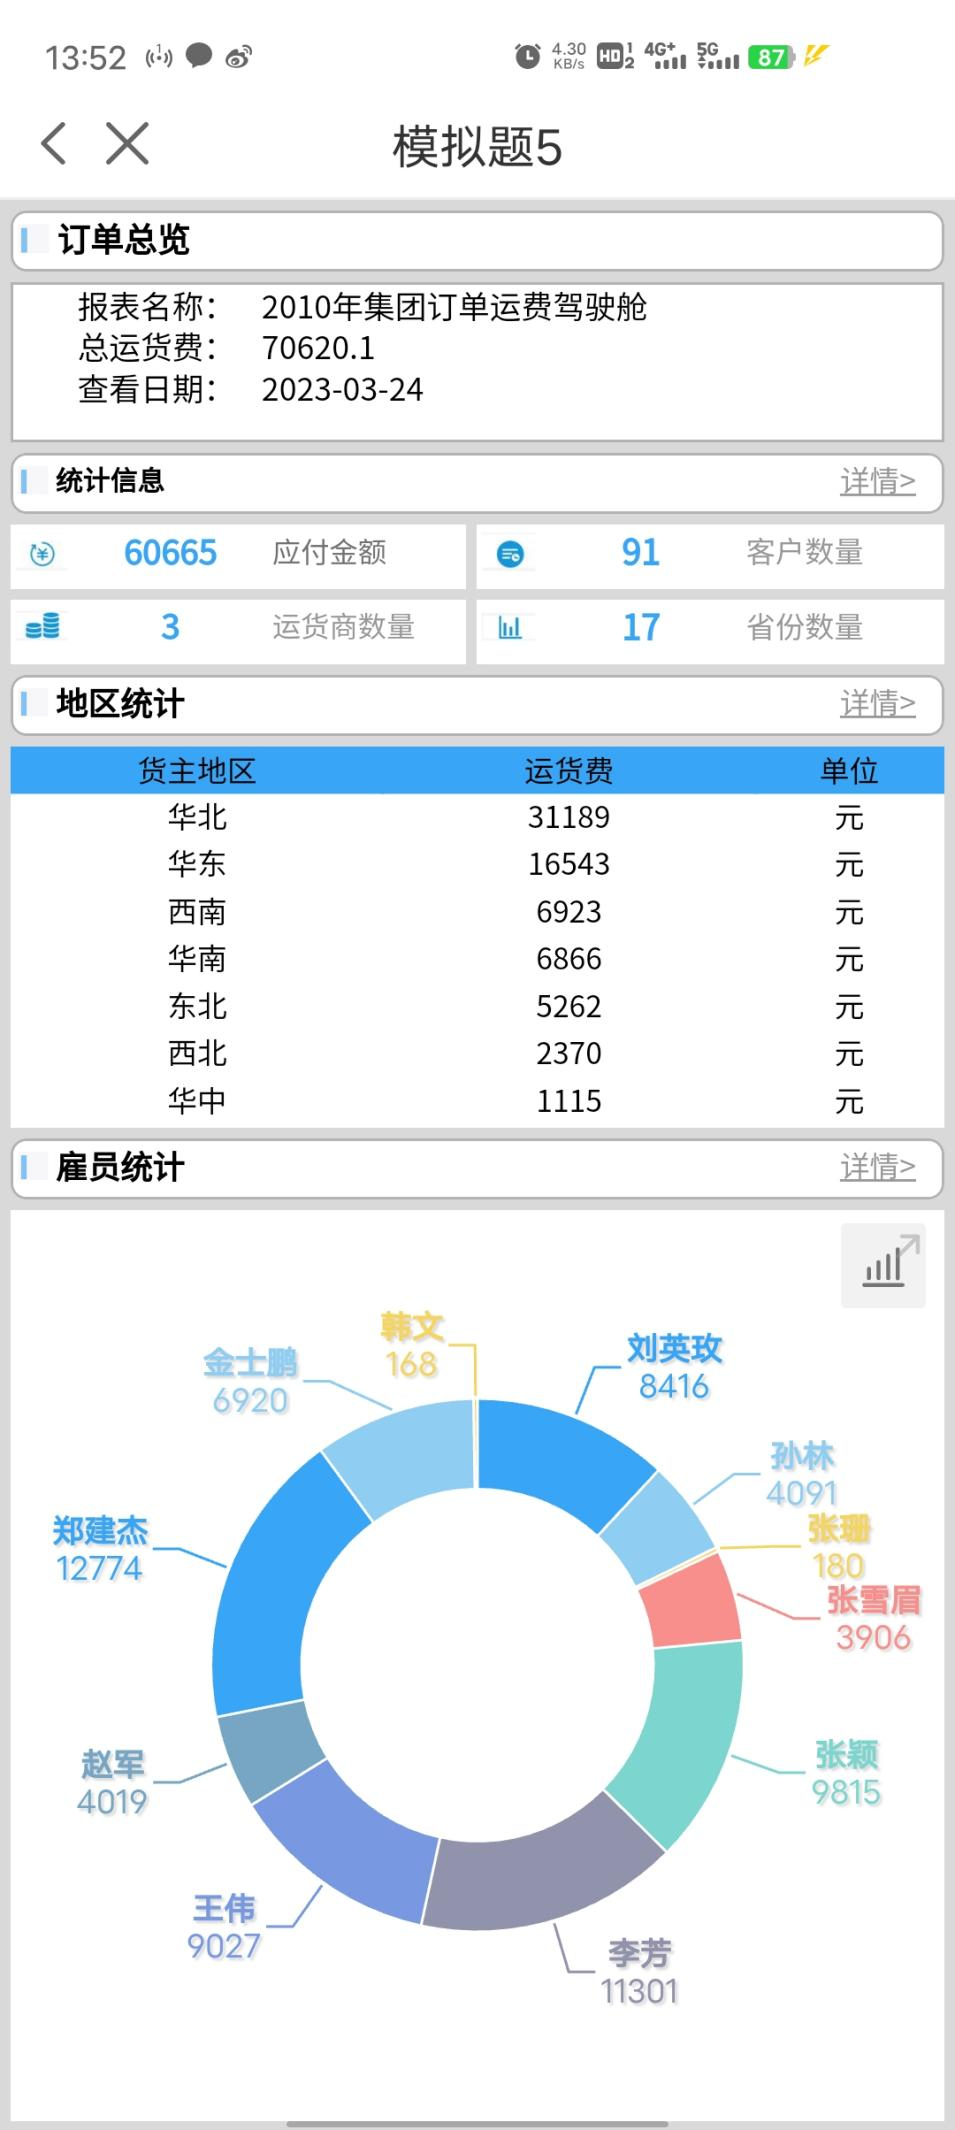 13:52
4.30 KB/s HD 1 2 4G+ 5G 87
模拟题5
订单总览
报表名称： 2010年集团订单运费驾驶舱
总运货费： 70620.1
查看日期： 2023-03-24
统计信息 详情>
60665 应付金额 91 客户数量
3 运货商数量 17 省份数量
地区统计 详情>
货主地区 运货费 单位
华北 31189 元
华东 16543 元
西南 6923 元
华南 6866 元
东北 5262 元
西北 2370 元
华中 1115 元
雇员统计 详情>
韩文
168
刘英玫
8416
金士鹏
6920
孙林
4091
张珊
180
郑建杰
12774
张雪眉
3906
张颖
9815
赵军
4019
王伟
9027
李芳
11301